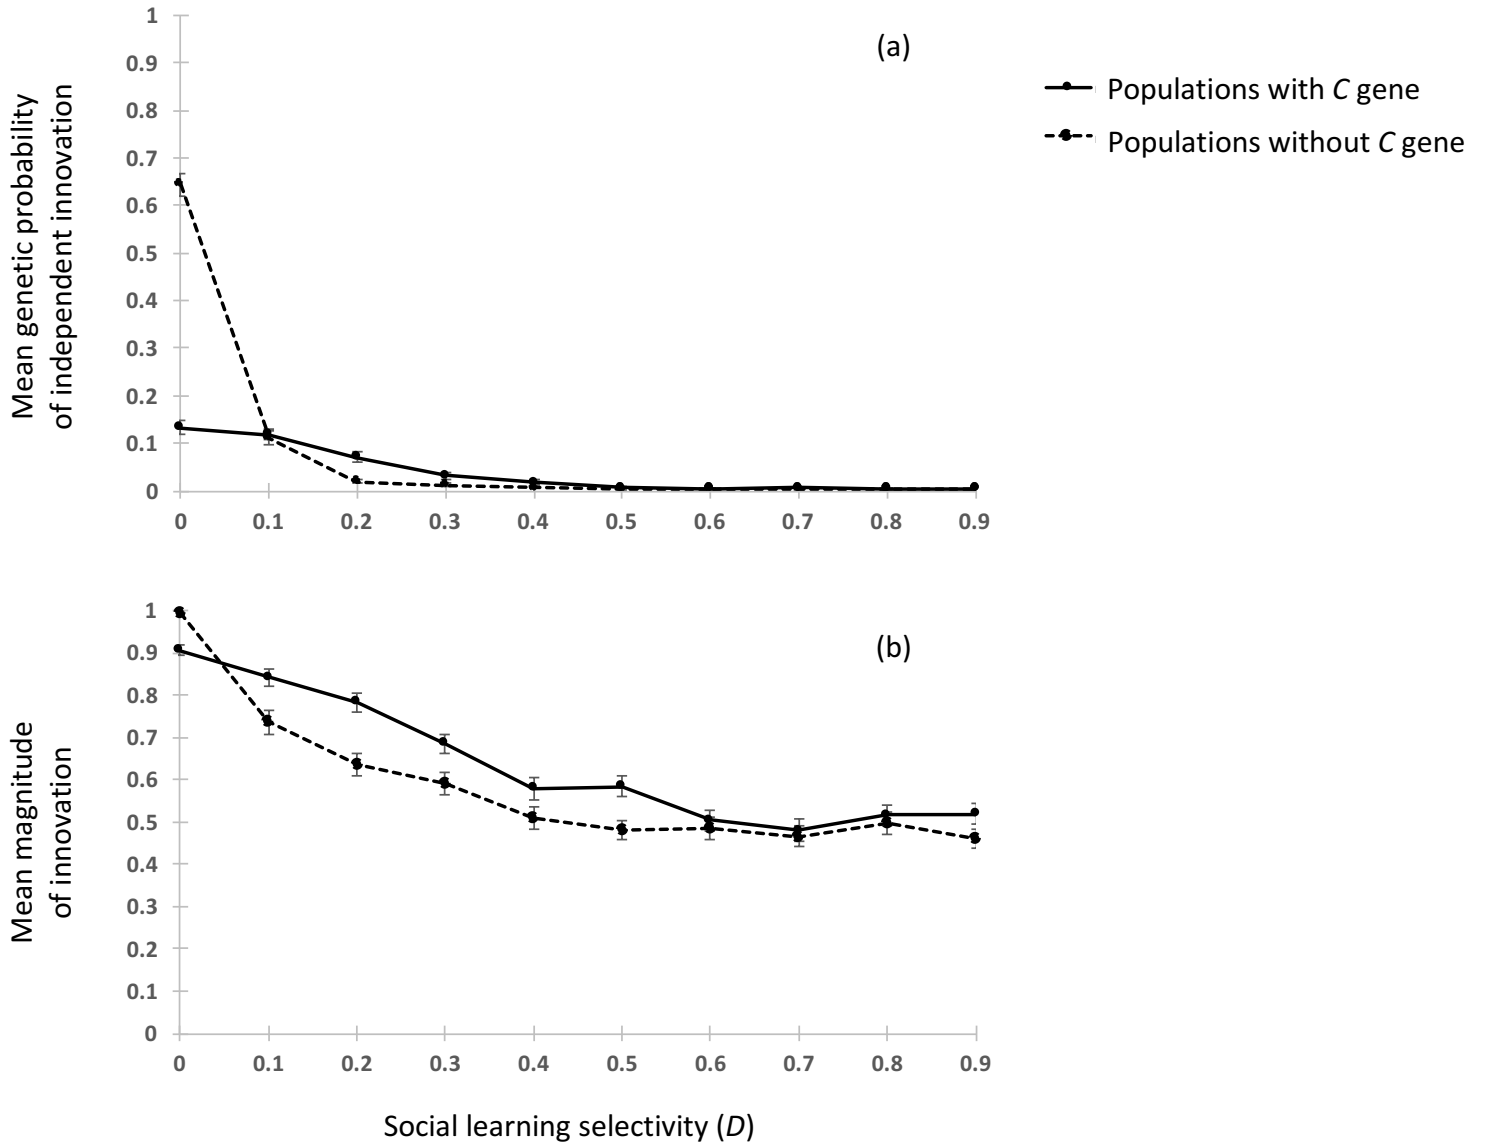 (a)
Populations with C gene
Populations without C gene
Mean genetic probability
of independent innovation
1
0.9
0.8
0.7
0.6
0.5
0.4
0.3
0.2
0.1
0
0 0.1 0.2 0.3 0.4 0.5 0.6 0.7 0.8 0.9
(b)
Mean magnitude
of innovation
1
0.9
0.8
0.7
0.6
0.5
0.4
0.3
0.2
0.1
0
0 0.1 0.2 0.3 0.4 0.5 0.6 0.7 0.8 0.9
Social learning selectivity (D)